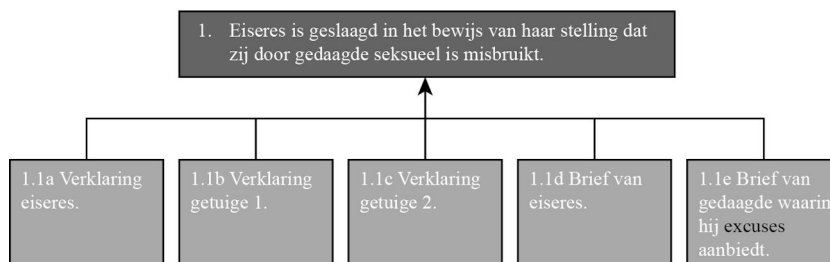 1. Eiseres is geslaagd in het bewijs van haar stelling dat
zij door gedaagde seksueel is misbruikt.
1.1a Verklaring
eiseres.
1.1b Verklaring
getuige 1.
1.1c Verklaring
getuige 2.
1.1d Brief van
eiseres.
1.1e Brief van
gedaagde waarin
hij excuses
aanbiedt.